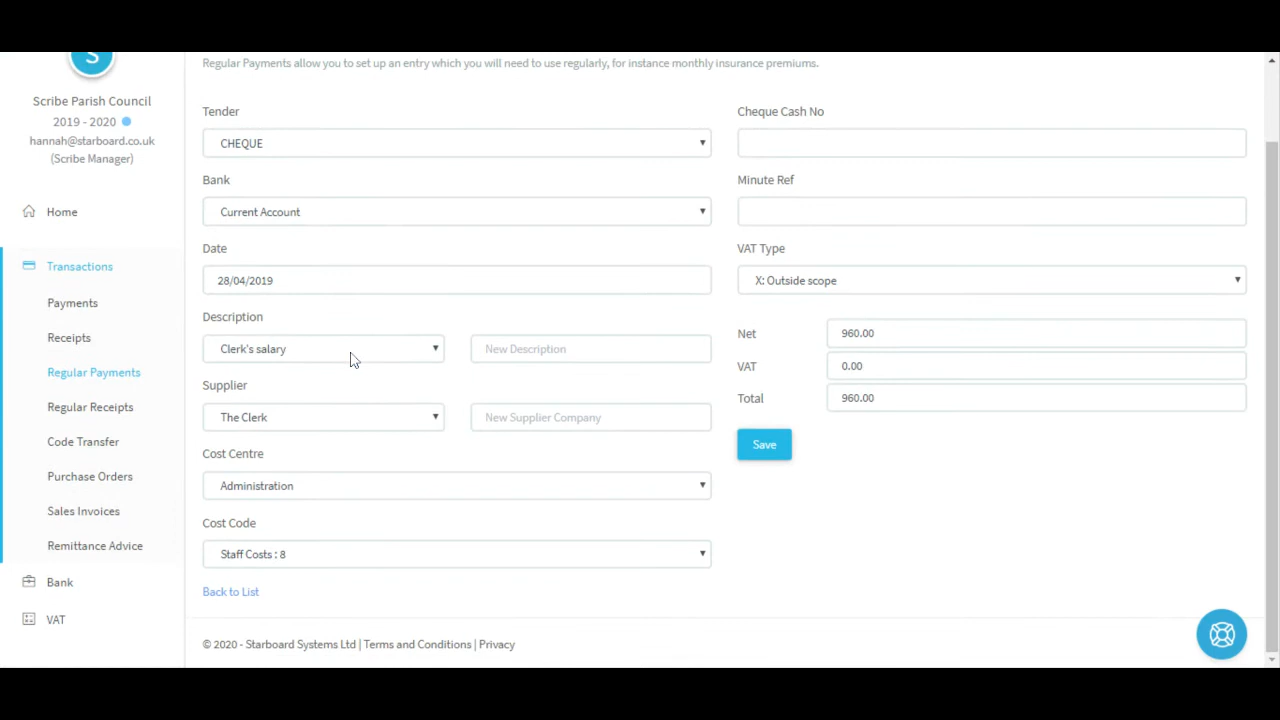 S
Scribe Parish Council
2019 - 2020
hannah@starboard.co.uk
(Scribe Manager)
Home
Transactions
Payments
Receipts
Regular Payments
Regular Receipts
Code Transfer
Purchase Orders
Sales Invoices
Remittance Advice
Bank
VAT
Regular Payments allow you to set up an entry which you will need to use regularly, for instance monthly insurance premiums.
Tender
CHEQUE
Bank
Current Account
Date
28/04/2019
Description
Clerk's salary
New Description
Supplier
The Clerk
New Supplier Company
Cost Centre
Administration
Cost Code
Staff Costs : 8
Back to List
Cheque Cash No
Minute Ref
VAT Type
X: Outside scope
Net
960.00
VAT
0.00
Total
960.00
Save
© 2020 - Starboard Systems Ltd | Terms and Conditions | Privacy